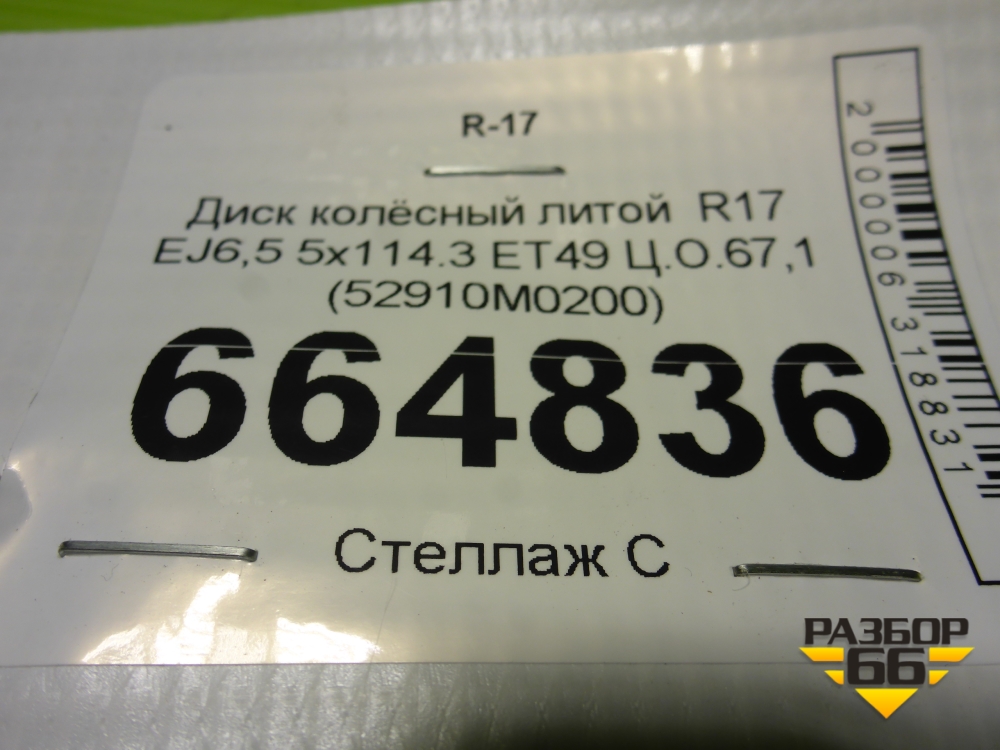 R-17
Диск колёсный литой R17
EJ6,5 5x114.3 ET49 Ц.О.67,1
(52910M0200)
664836
Стеллаж С
2000006318831
РАЗБОР
66